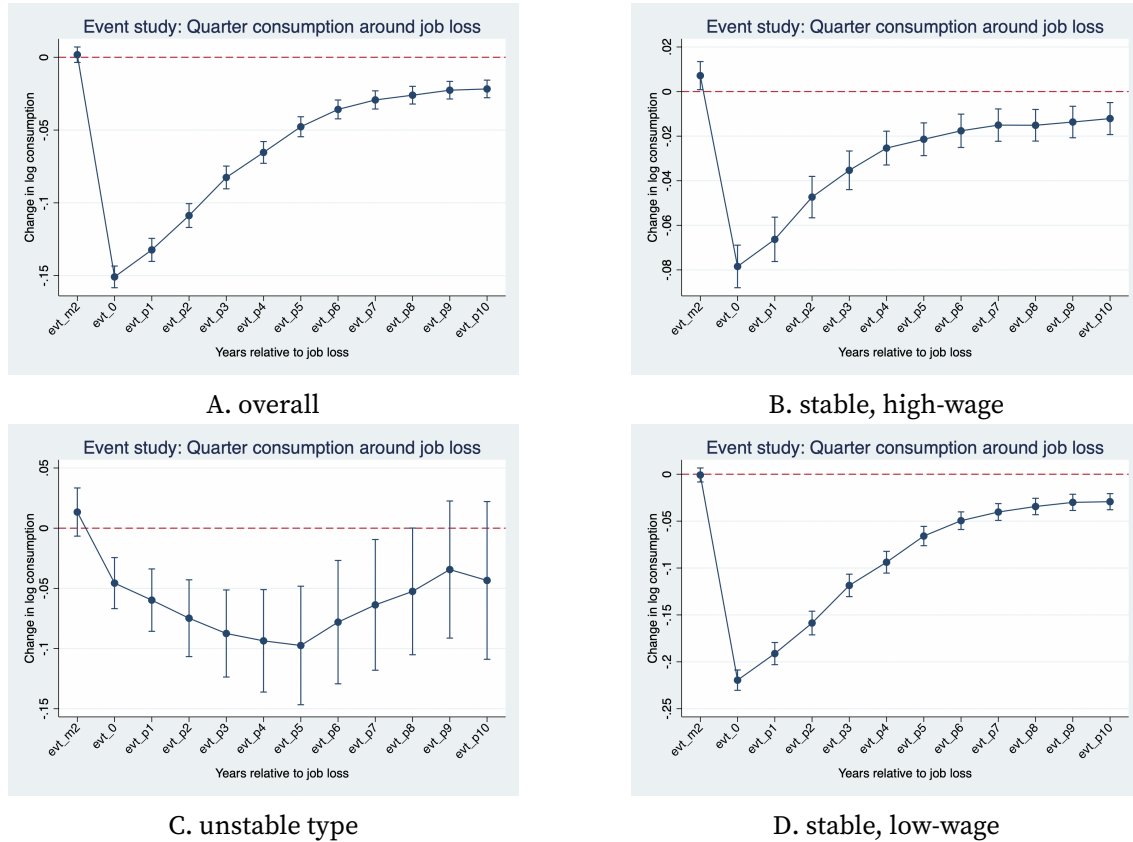 Event study: Quarter consumption around job loss
Change in log consumption
0
-.05
-.1
-.15
evt_m2 evt_0 evt_p1 evt_p2 evt_p3 evt_p4 evt_p5 evt_p6 evt_p7 evt_p8 evt_p9 evt_p10
Years relative to job loss
A. overall
Event study: Quarter consumption around job loss
Change in log consumption
.02
0
-.02
-.04
-.06
-.08
evt_m2 evt_0 evt_p1 evt_p2 evt_p3 evt_p4 evt_p5 evt_p6 evt_p7 evt_p8 evt_p9 evt_p10
Years relative to job loss
B. stable, high-wage
Event study: Quarter consumption around job loss
Change in log consumption
.05
0
-.05
-.1
-.15
evt_m2 evt_0 evt_p1 evt_p2 evt_p3 evt_p4 evt_p5 evt_p6 evt_p7 evt_p8 evt_p9 evt_p10
Years relative to job loss
C. unstable type
Event study: Quarter consumption around job loss
Change in log consumption
0
-.05
-.1
-.15
-.2
-.25
evt_m2 evt_0 evt_p1 evt_p2 evt_p3 evt_p4 evt_p5 evt_p6 evt_p7 evt_p8 evt_p9 evt_p10
Years relative to job loss
D. stable, low-wage